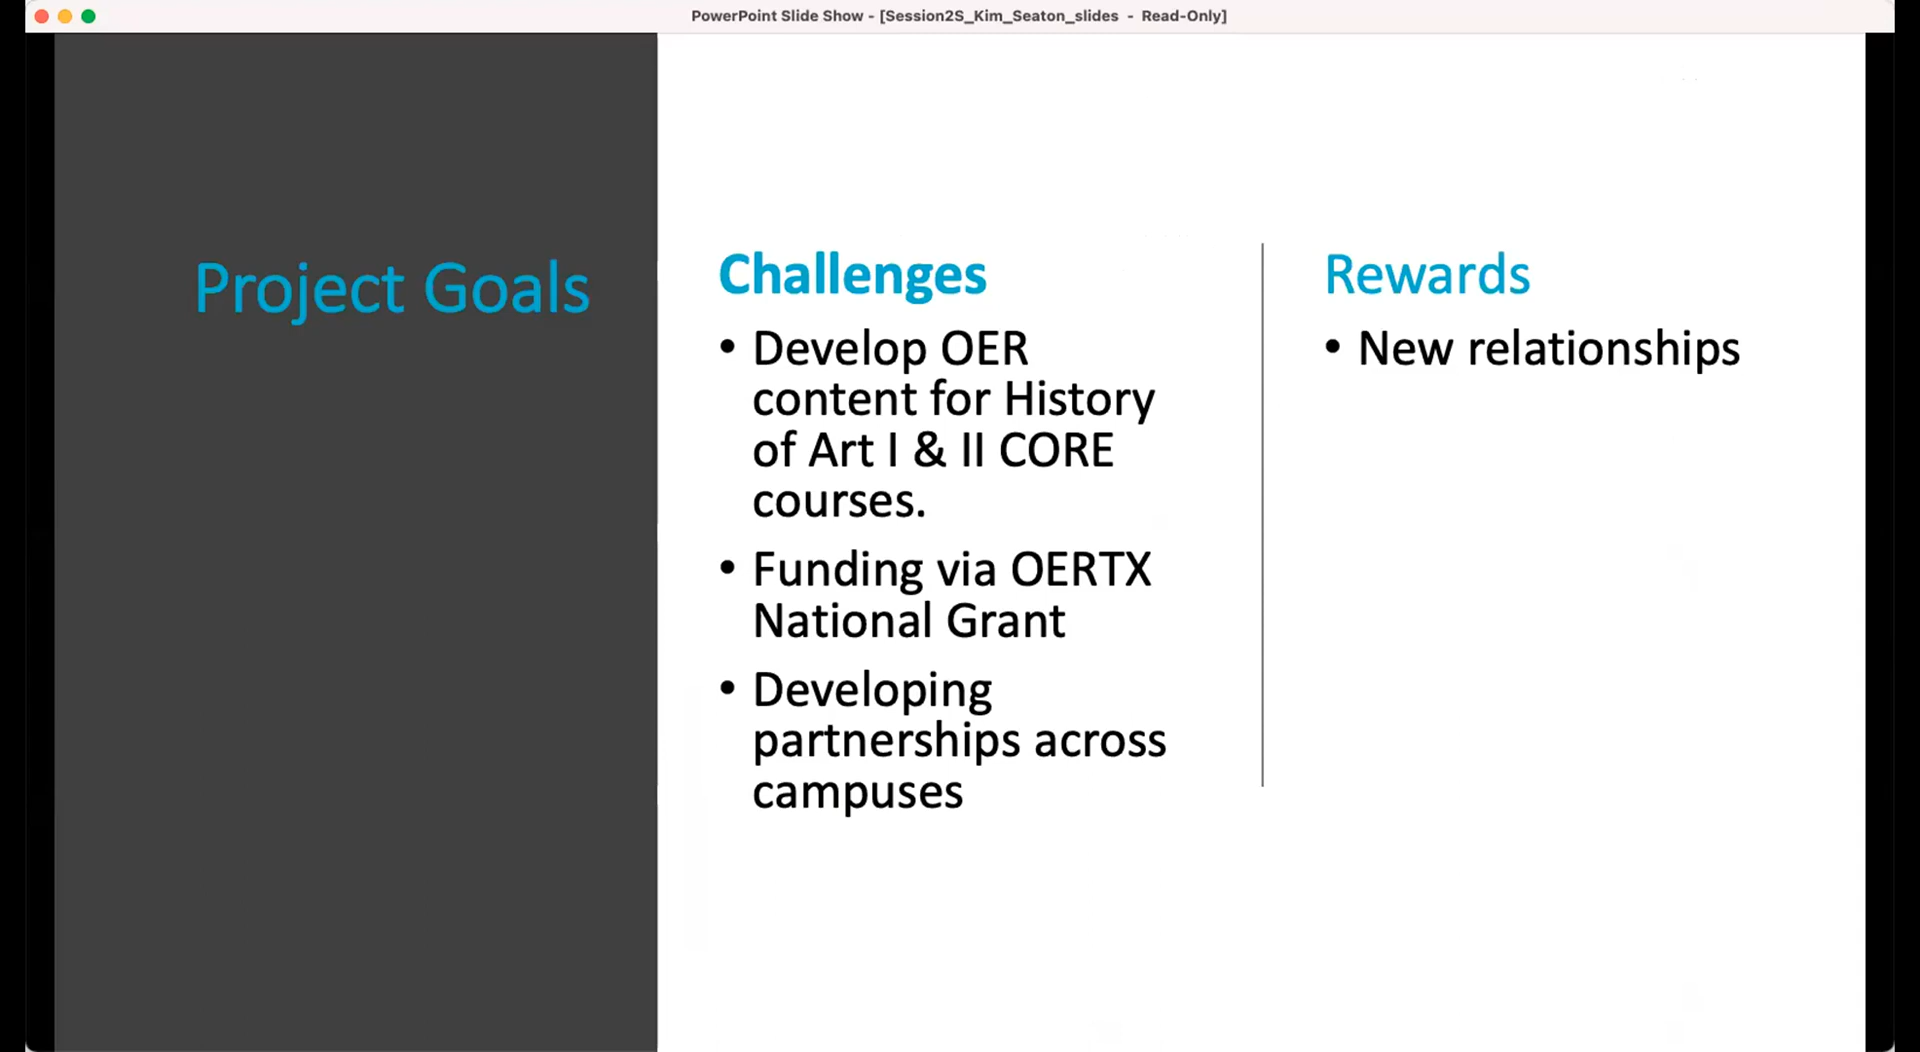 PowerPoint Slide Show - [Session2S_Kim_Seaton_slides - Read-Only]
Project Goals
Challenges
• Develop OER
content for History
of Art I & II CORE
courses.
• Funding via OERTX
National Grant
• Developing
partnerships across
campuses
Rewards
• New relationships